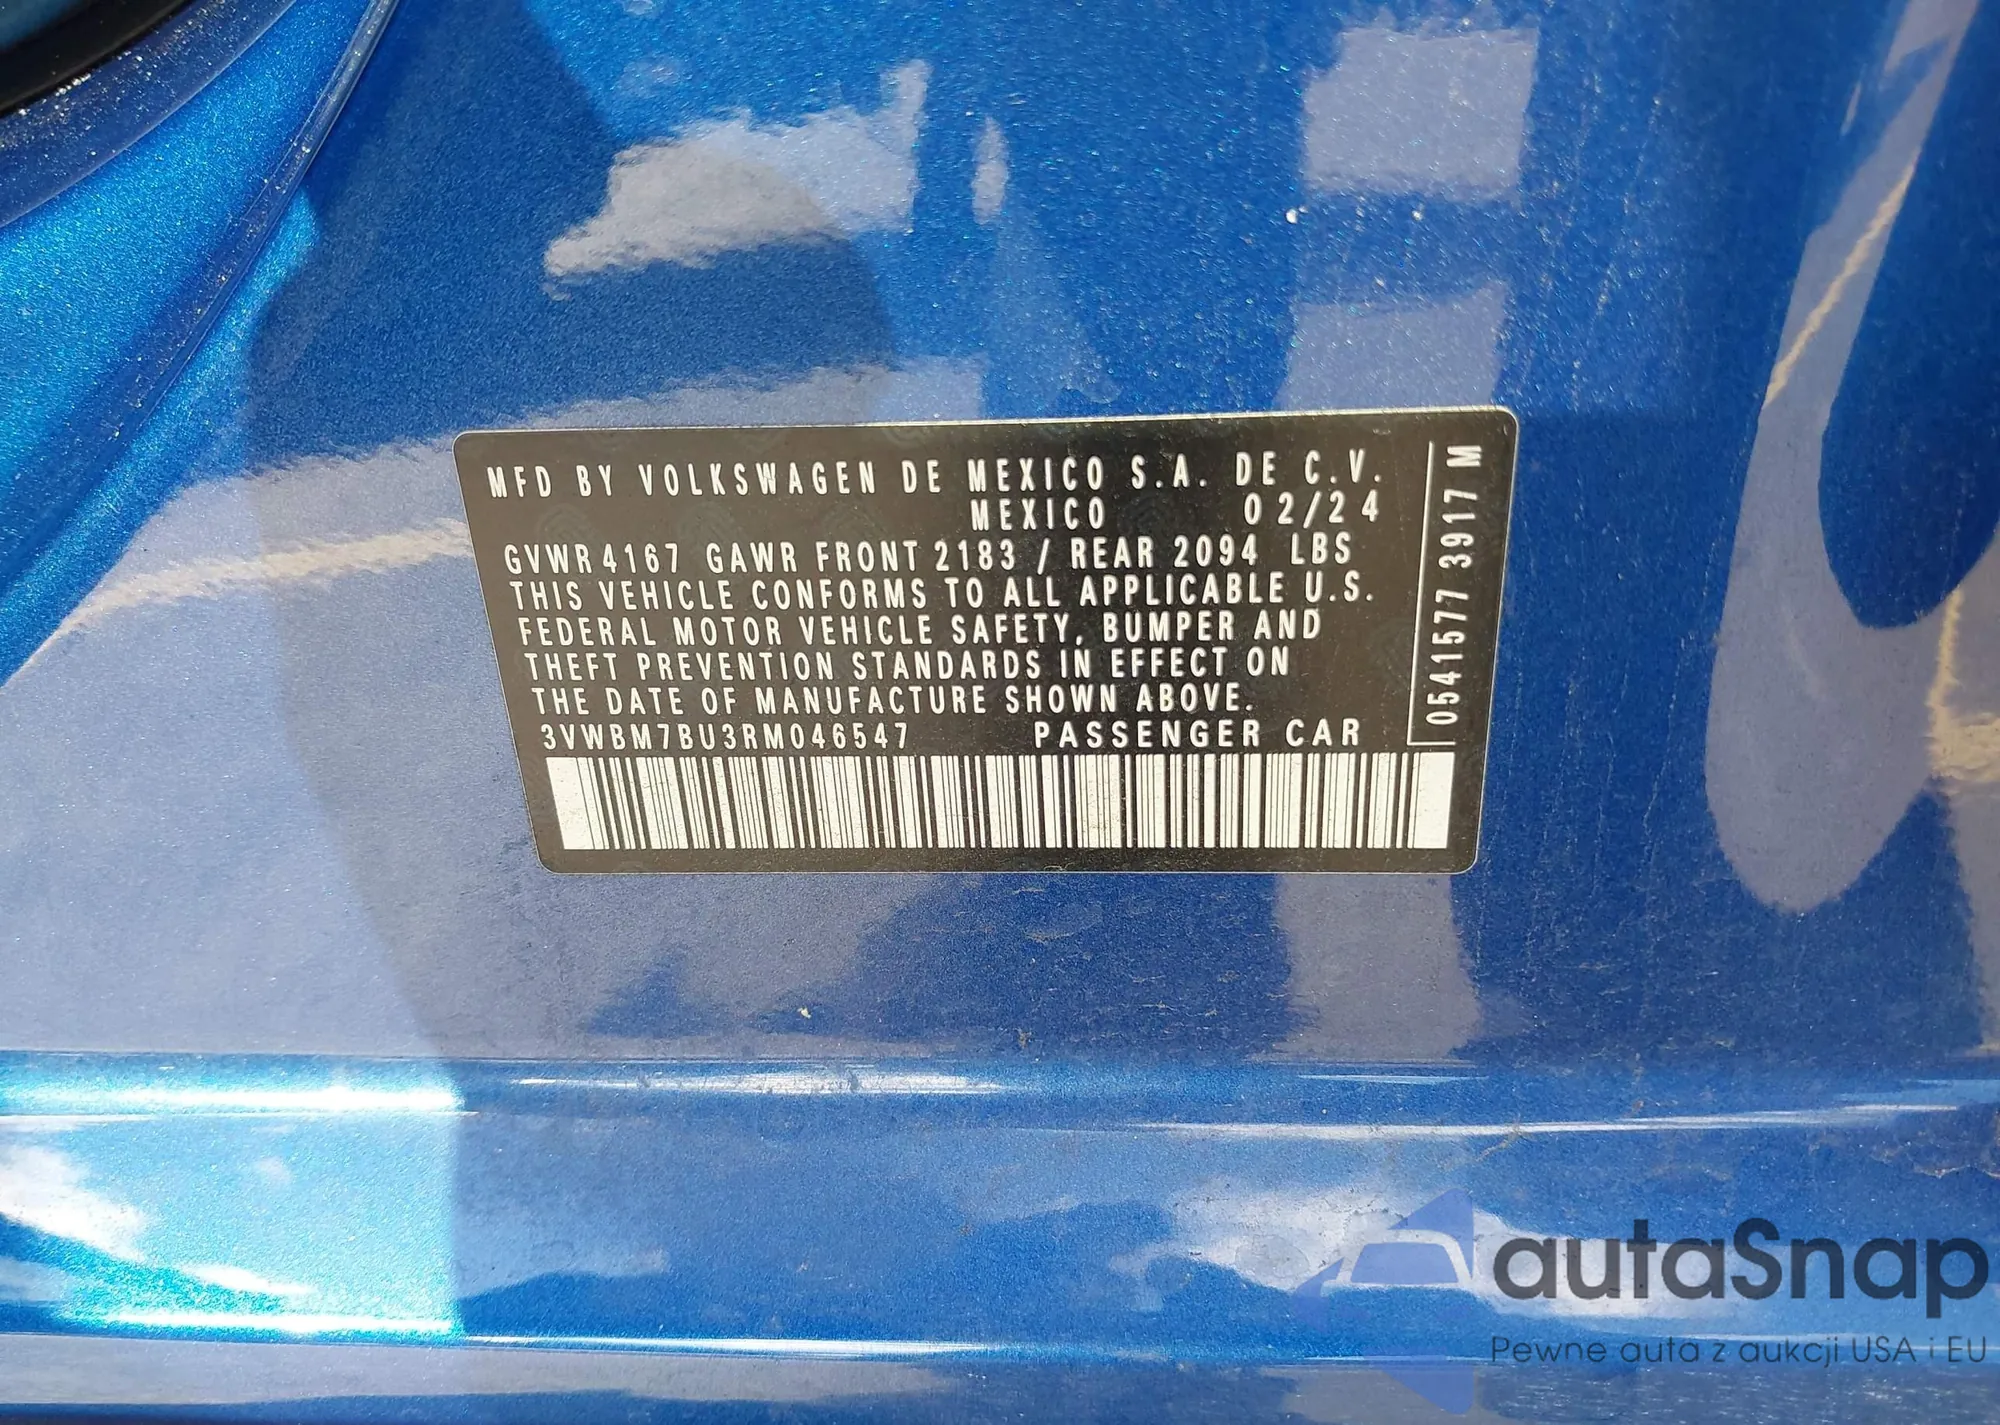 MFD BY VOLKSWAGEN DE MEXICO S.A. DE C.V.
MEXICO 02/24
GVWR 4167 GAWR FRONT 2183 / REAR 2094 LBS
THIS VEHICLE CONFORMS TO ALL APPLICABLE U.S.
FEDERAL MOTOR VEHICLE SAFETY, BUMPER AND
THEFT PREVENTION STANDARDS IN EFFECT ON
THE DATE OF MANUFACTURE SHOWN ABOVE.
3VWBM7BU3RM046547 PASSENGER CAR
0541577 3917 M
autaSnap
Pewne auta z aukcji USA i EU